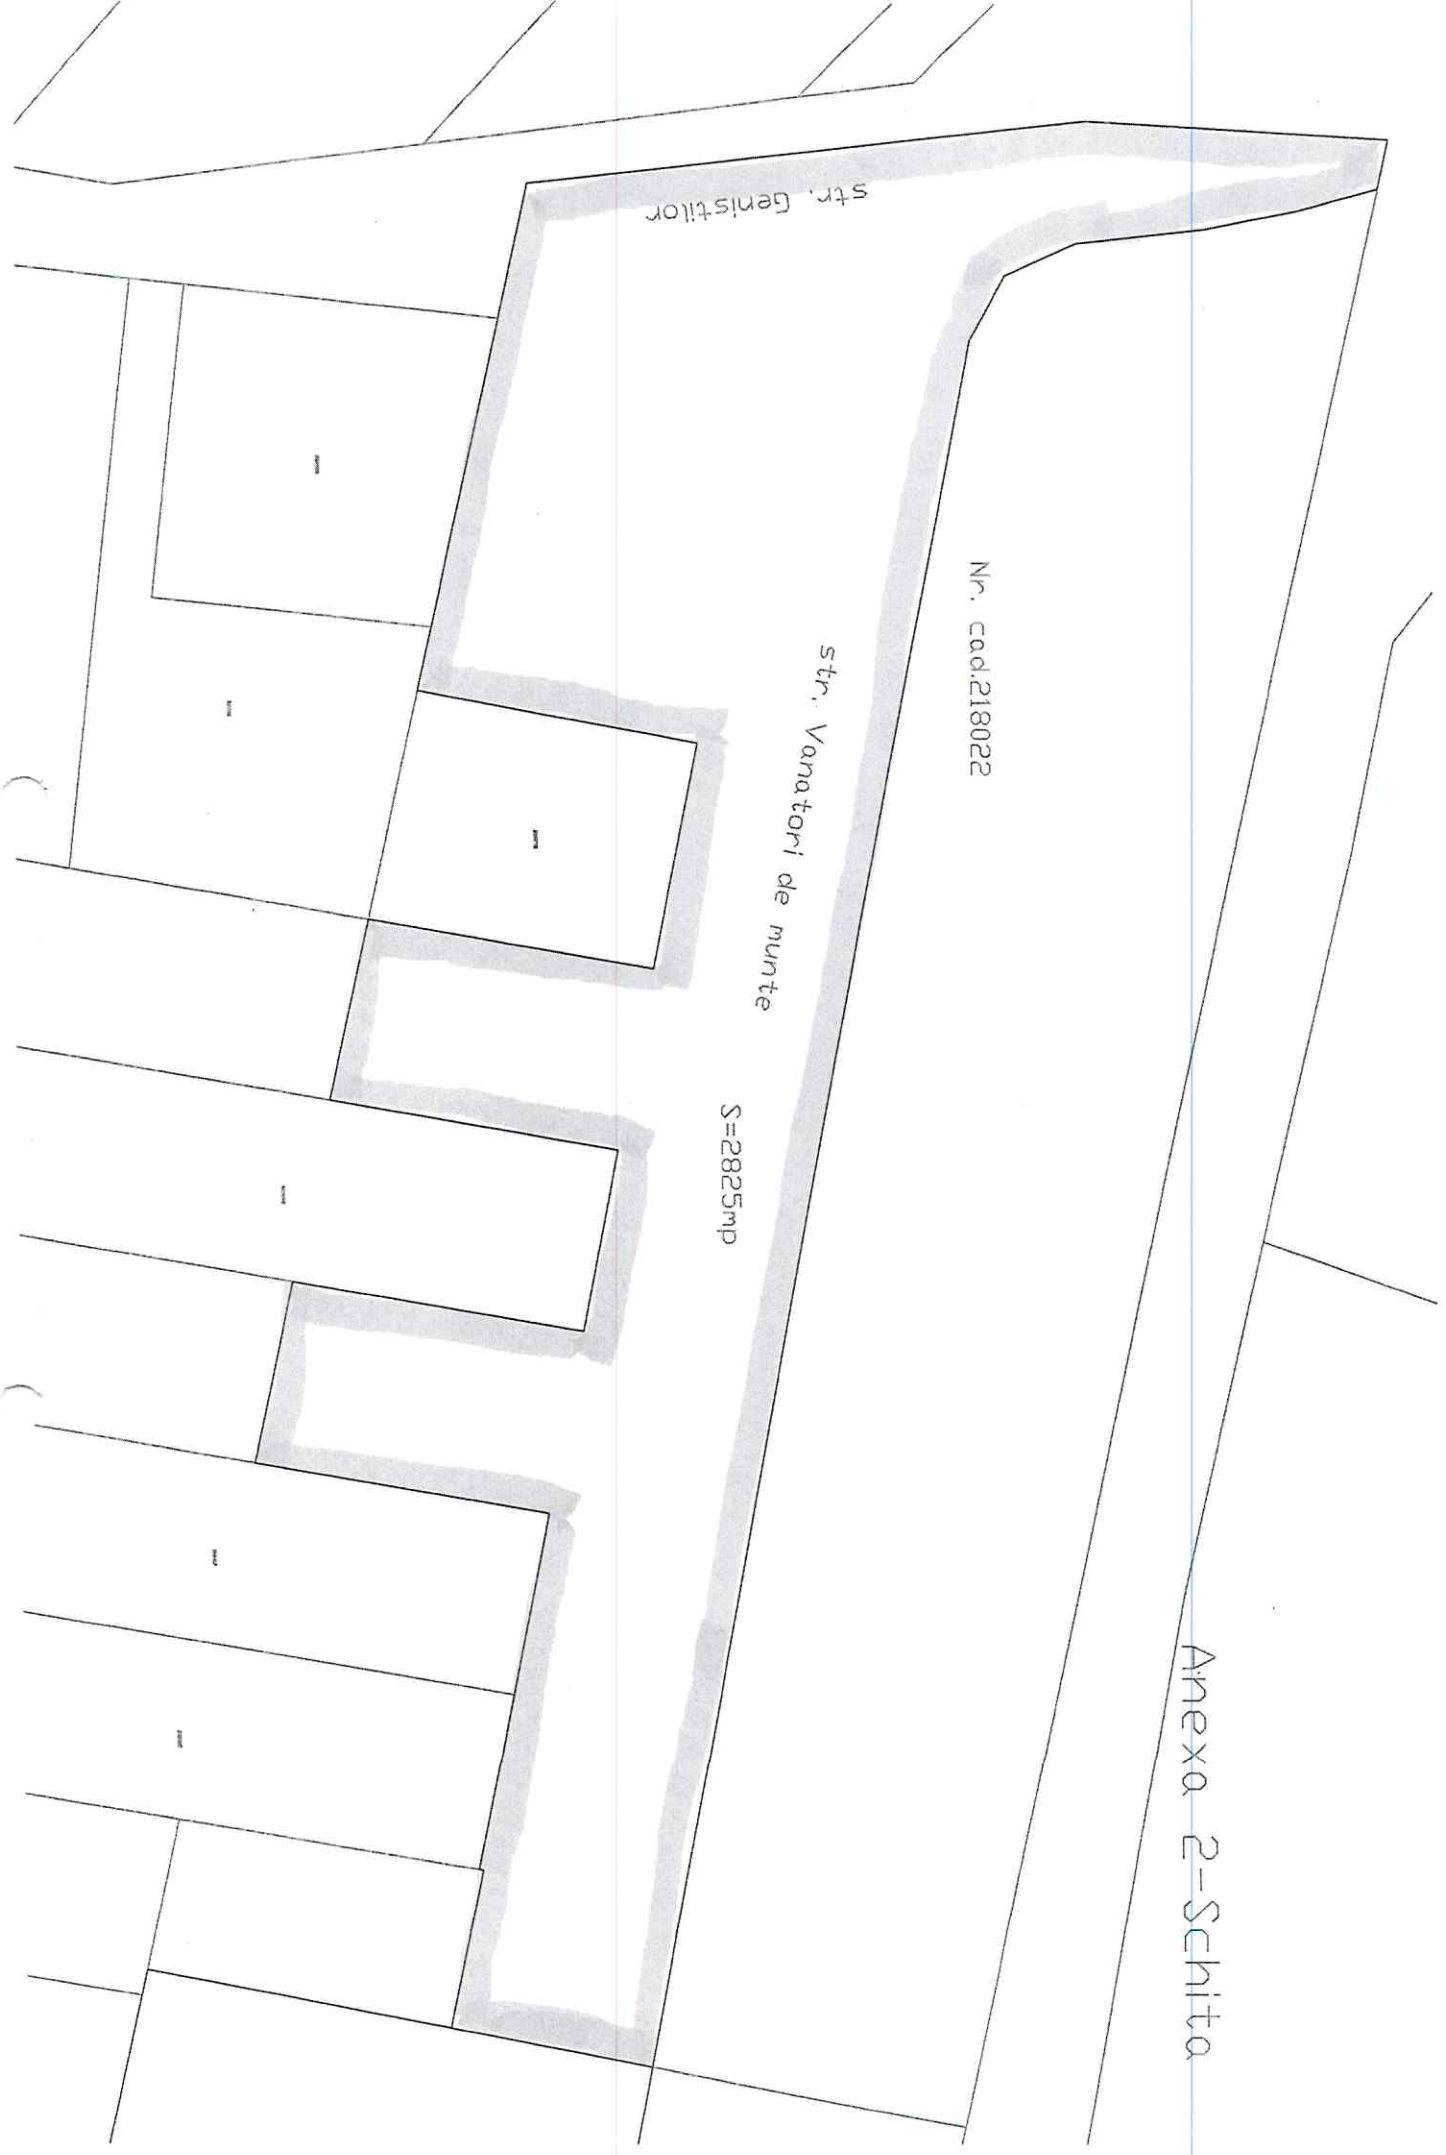 Anexa 2-Schita
Nr. cad.218022
str. Vanatori de munte
S=2825mp
str. Genistilor